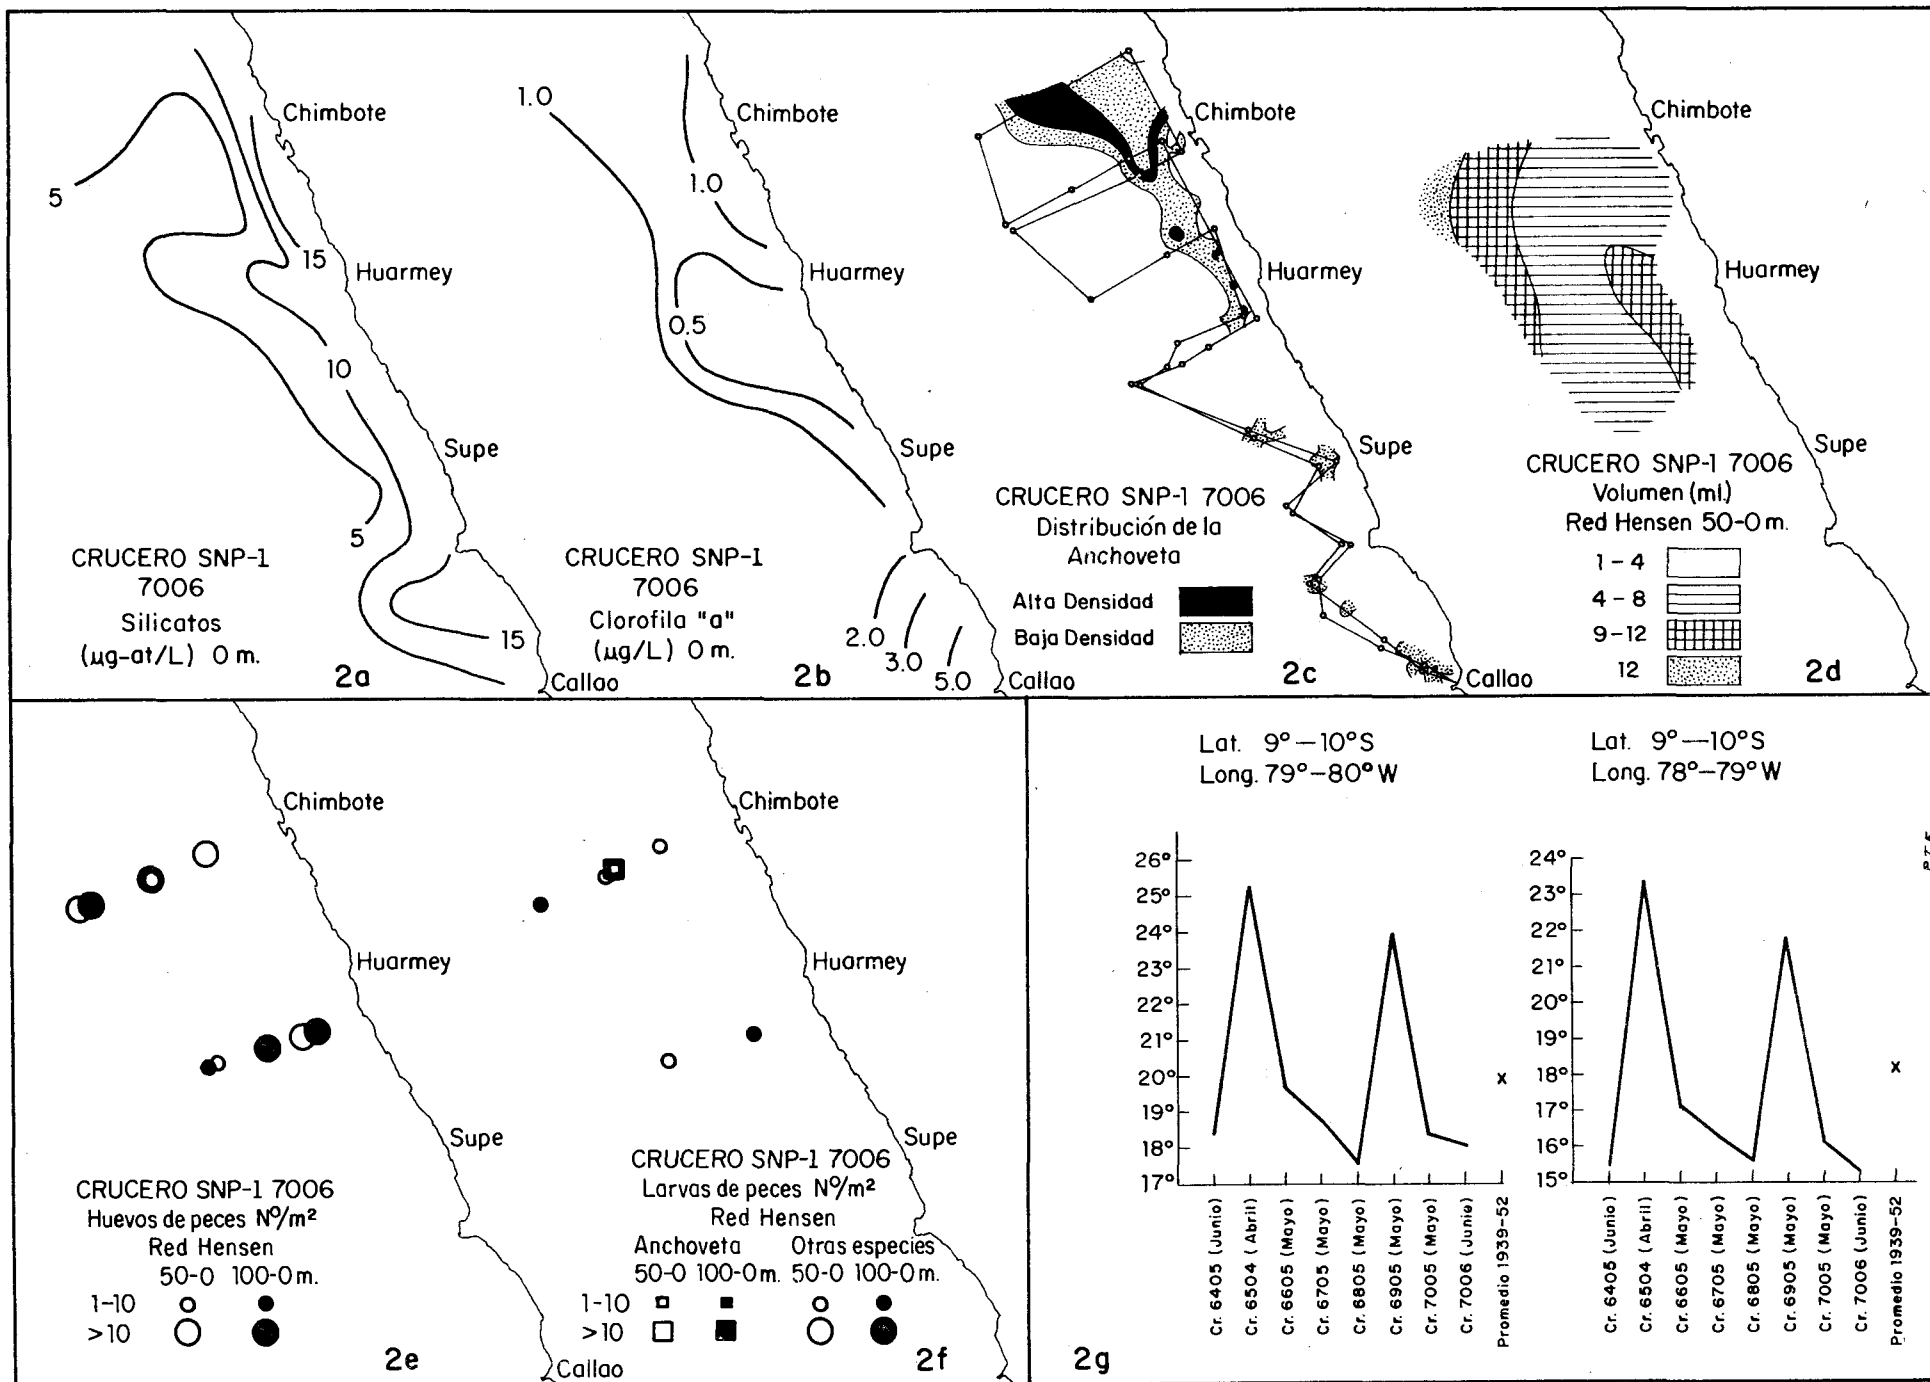 5
15
10
5
15
Chimbote
Huarmey
Supe
Callao
CRUCERO SNP-1
7006
Silicatos
(µg-at/L) 0 m.
2a
1.0
1.0
0.5
2.0
3.0
5.0
Chimbote
Huarmey
Supe
Callao
CRUCERO SNP-1
7006
Clorofila "a"
(µg/L) 0 m.
2b
Chimbote
Huarmey
Supe
Callao
CRUCERO SNP-1 7006
Distribución de la
Anchoveta
Alta Densidad
Baja Densidad
2c
Chimbote
Huarmey
Supe
CRUCERO SNP-1 7006
Volumen (ml.)
Red Hensen 50-0 m.
1-4
4-8
9-12
12
2d
Chimbote
Huarmey
Supe
Callao
CRUCERO SNP-1 7006
Huevos de peces Nº/m²
Red Hensen
50-0 100-0 m.
1-10
>10
2e
Chimbote
Huarmey
Supe
CRUCERO SNP-1 7006
Larvas de peces Nº/m²
Red Hensen
Anchoveta Otras especies
50-0 100-0 m. 50-0 100-0 m.
1-10
>10
2f
Lat. 9°-10°S
Long. 79°-80°W
26°
25°
24°
23°
22°
21°
20°
19°
18°
17°
x
Cr. 6405 (Junio)
Cr. 6504 (Abril)
Cr. 6605 (Mayo)
Cr. 6705 (Mayo)
Cr. 6805 (Mayo)
Cr. 6905 (Mayo)
Cr. 7005 (Mayo)
Cr. 7006 (Junio)
Promedio 1939-52
Lat. 9°-10°S
Long. 78°-79°W
24°
23°
22°
21°
20°
19°
18°
17°
16°
15°
x
Cr. 6405 (Junio)
Cr. 6504 (Abril)
Cr. 6605 (Mayo)
Cr. 6705 (Mayo)
Cr. 6805 (Mayo)
Cr. 6905 (Mayo)
Cr. 7005 (Mayo)
Cr. 7006 (Junio)
Promedio 1939-52
2g